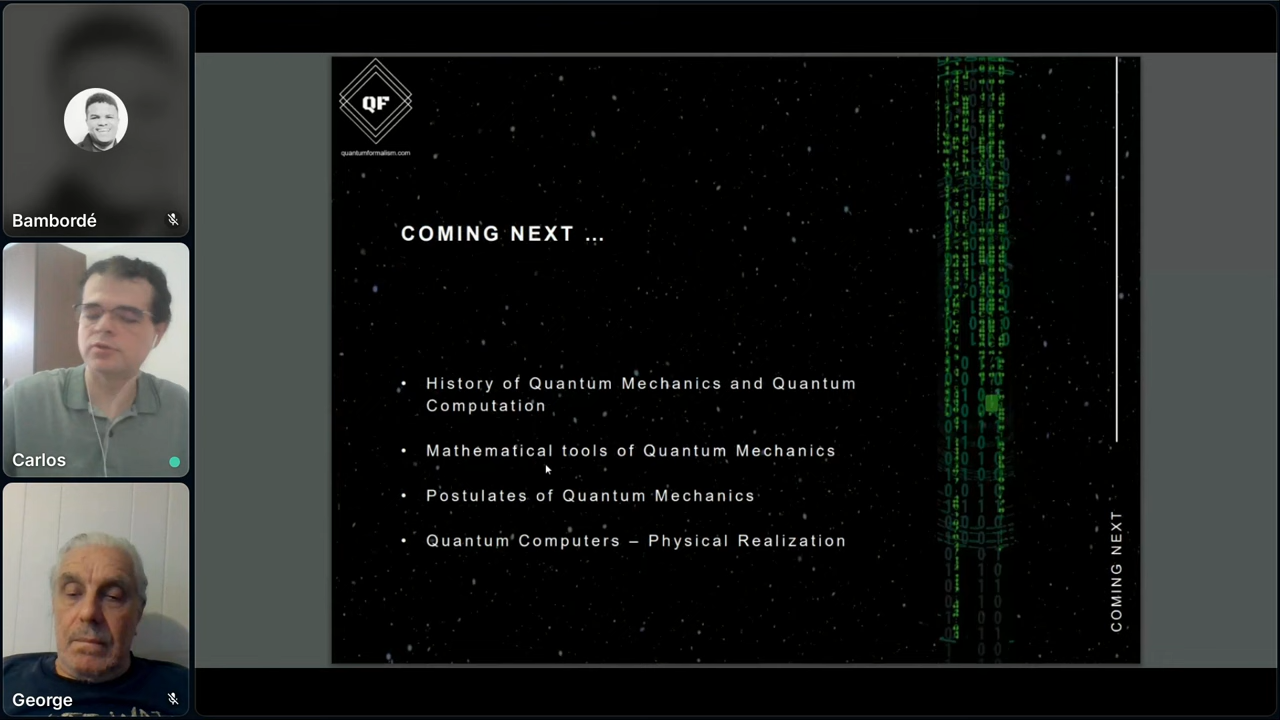 Bambordé
Carlos
George
QF
quantumformalism.com
COMING NEXT ...
• History of Quantum Mechanics and Quantum
Computation
• Mathematical tools of Quantum Mechanics
• Postulates of Quantum Mechanics
• Quantum Computers – Physical Realization
COMING NEXT